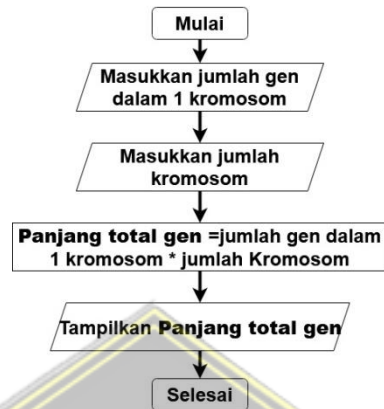 Mulai
Masukkan jumlah gen
dalam 1 kromosom
Masukkan jumlah
kromosom
Panjang total gen =jumlah gen dalam
1 kromosom * jumlah Kromosom
Tampilkan Panjang total gen
Selesai